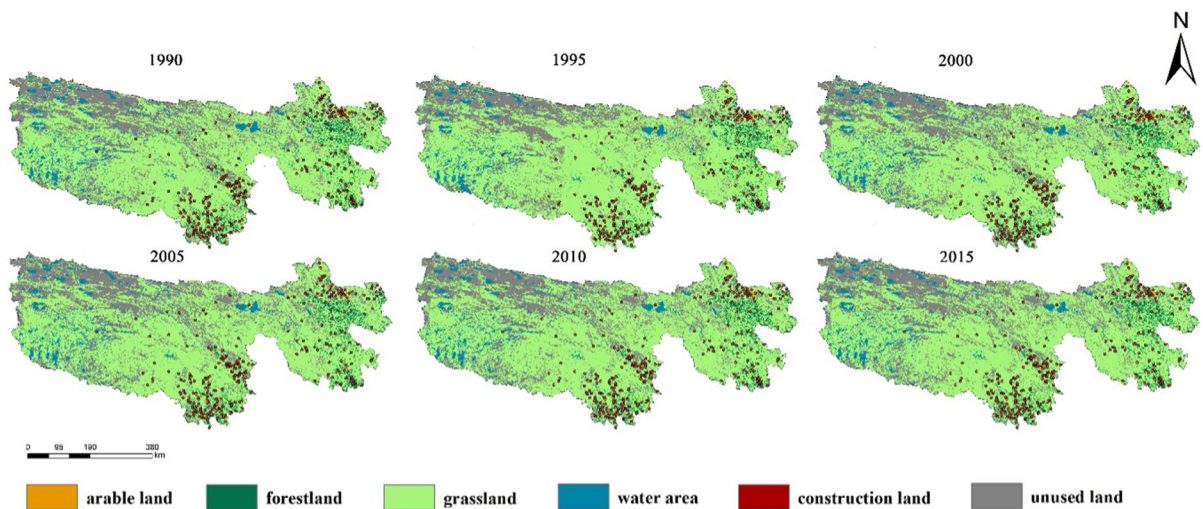 N
1990 1995 2000
2005 2010 2015
0 95 190 380
km
arable land forestland grassland water area construction land unused land